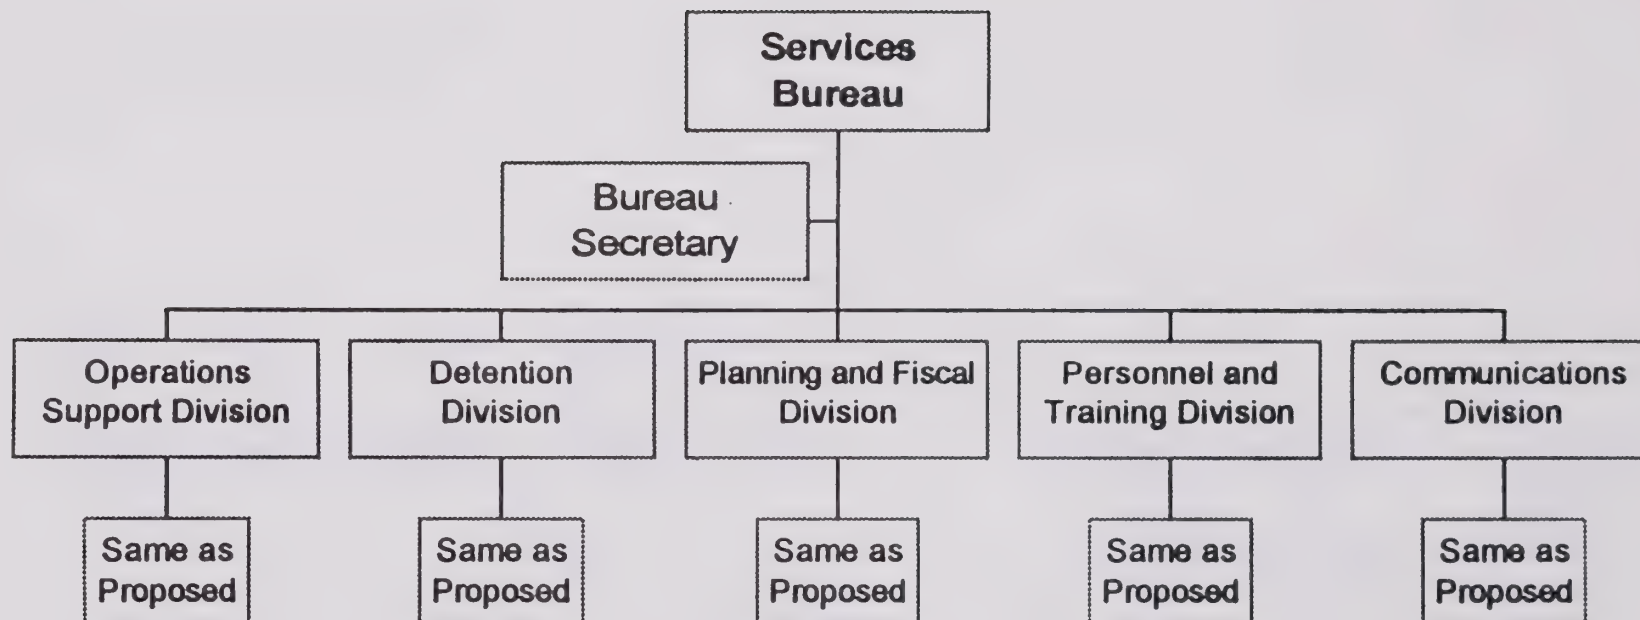 Services
Bureau
Bureau
Secretary
Operations
Support Division
Detention
Division
Planning and Fiscal
Division
Personnel and
Training Division
Communications
Division
Same as
Proposed
Same as
Proposed
Same as
Proposed
Same as
Proposed
Same as
Proposed